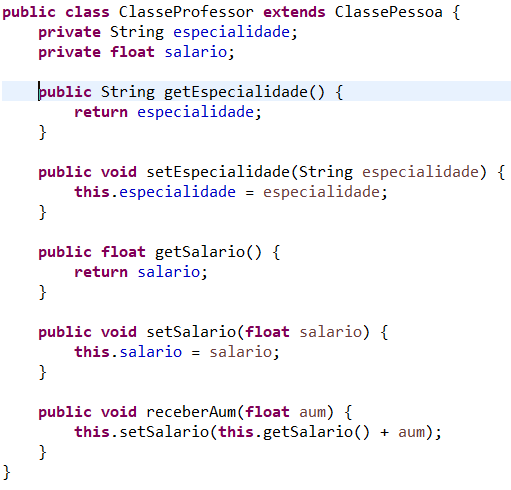 public class ClasseProfessor extends ClassePessoa {
    private String especialidade;
    private float salario;

    public String getEspecialidade() {
        return especialidade;
    }

    public void setEspecialidade(String especialidade) {
        this.especialidade = especialidade;
    }

    public float getSalario() {
        return salario;
    }

    public void setSalario(float salario) {
        this.salario = salario;
    }

    public void receberAum(float aum) {
        this.setSalario(this.getSalario() + aum);
    }
}